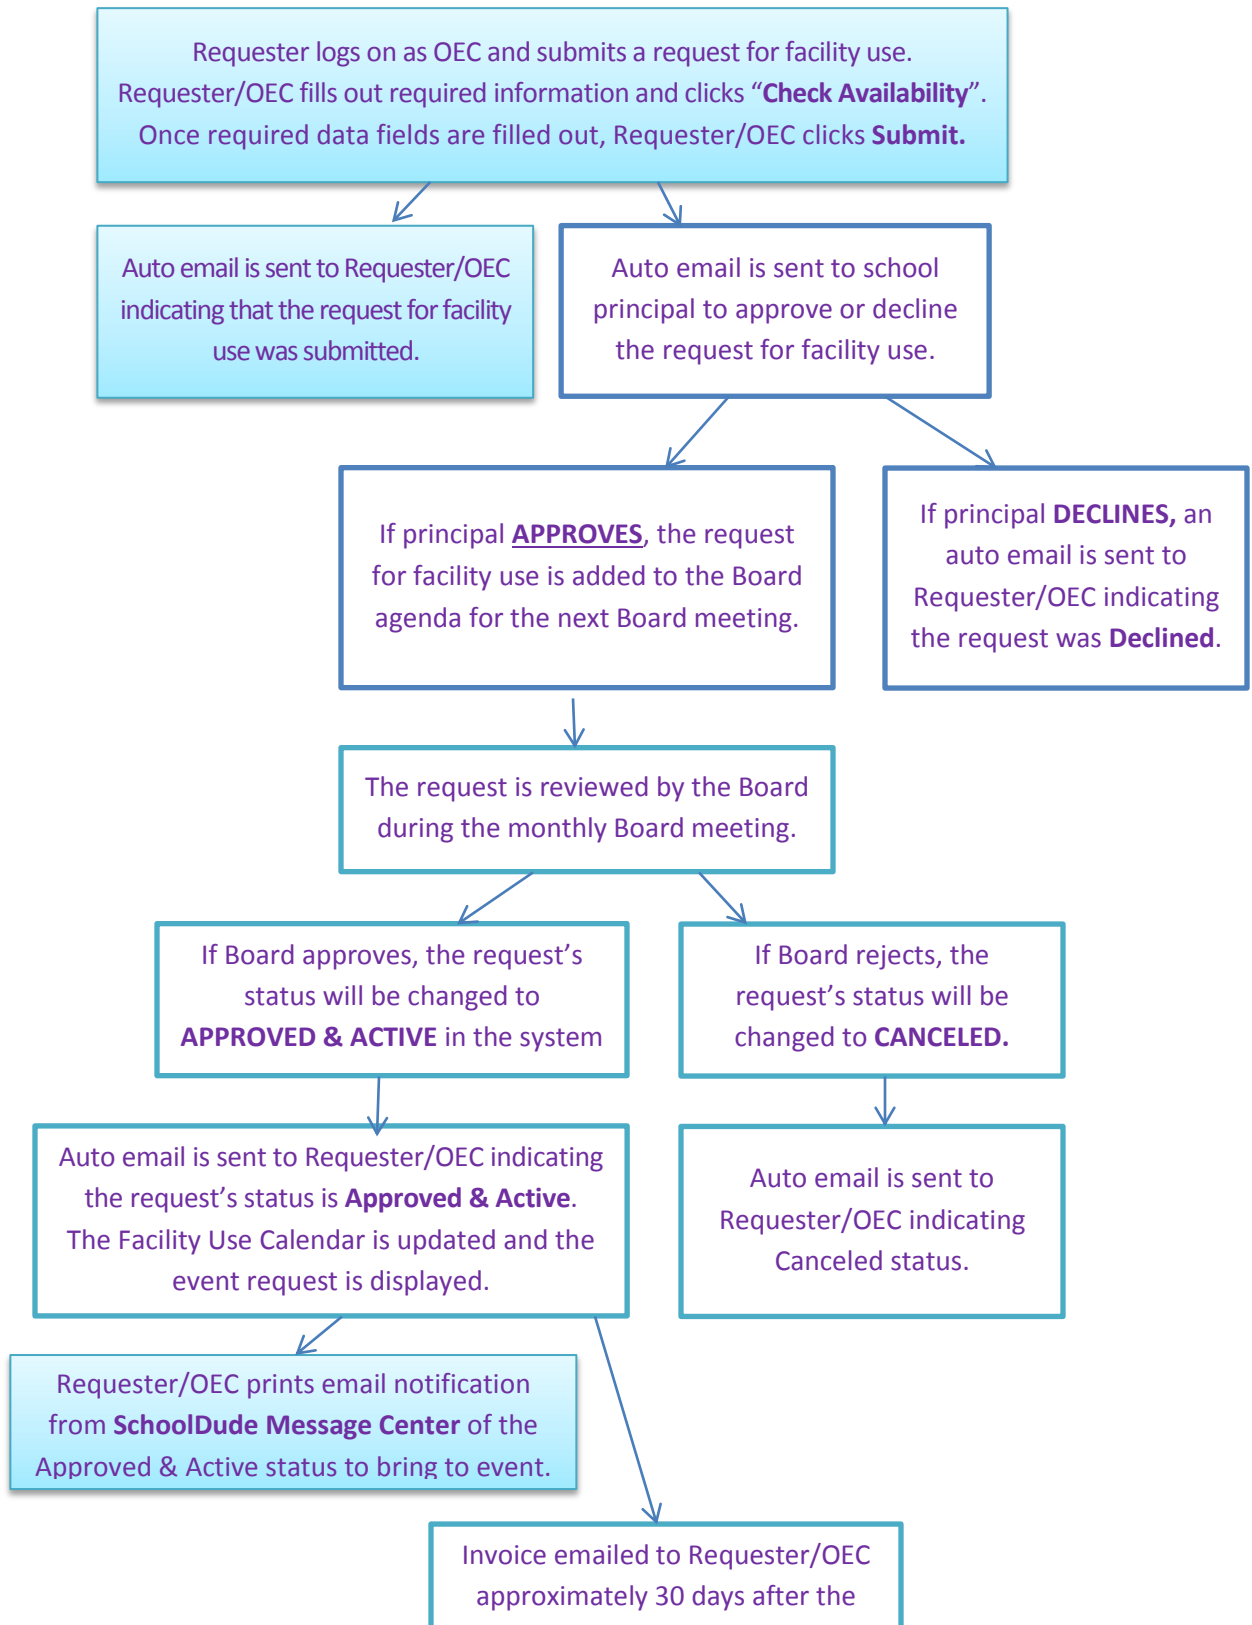 Requester logs on as OEC and submits a request for facility use.
Requester/OEC fills out required information and clicks “Check Availability”.
Once required data fields are filled out, Requester/OEC clicks Submit.
Auto email is sent to Requester/OEC
indicating that the request for facility
use was submitted.
Auto email is sent to school
principal to approve or decline
the request for facility use.
If principal APPROVES, the request
for facility use is added to the Board
agenda for the next Board meeting.
If principal DECLINES, an
auto email is sent to
Requester/OEC indicating
the request was Declined.
The request is reviewed by the Board
during the monthly Board meeting.
If Board approves, the request’s
status will be changed to
APPROVED & ACTIVE in the system
If Board rejects, the
request’s status will be
changed to CANCELED.
Auto email is sent to Requester/OEC indicating
the request’s status is Approved & Active.
The Facility Use Calendar is updated and the
event request is displayed.
Auto email is sent to
Requester/OEC indicating
Canceled status.
Requester/OEC prints email notification
from SchoolDude Message Center of the
Approved & Active status to bring to event.
Invoice emailed to Requester/OEC
approximately 30 days after the